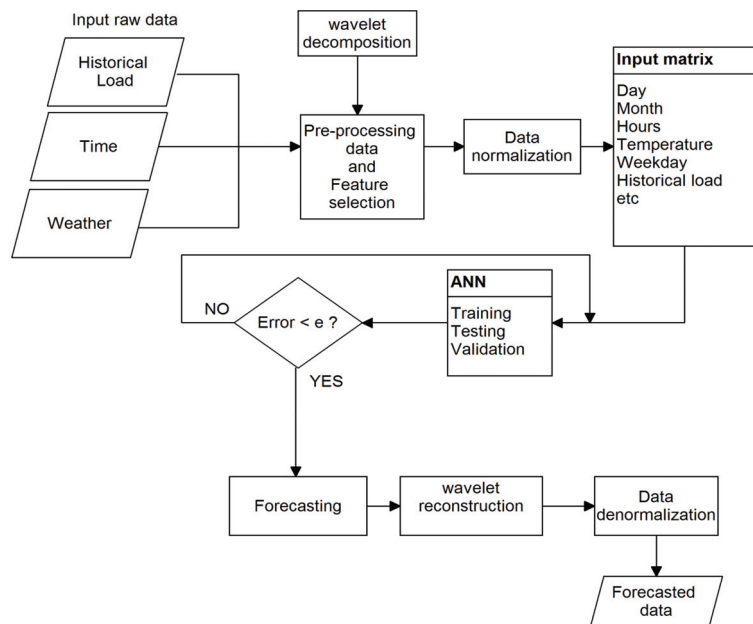 Input raw data
Historical
Load
Time
Weather
wavelet
decomposition
Pre-processing
data
and
Feature
selection
Data
normalization
Input matrix
Day
Month
Hours
Temperature
Weekday
Historical load
etc
ANN
Training
Testing
Validation
Error < e ?
NO
YES
Forecasting
wavelet
reconstruction
Data
denormalization
Forecasted
data